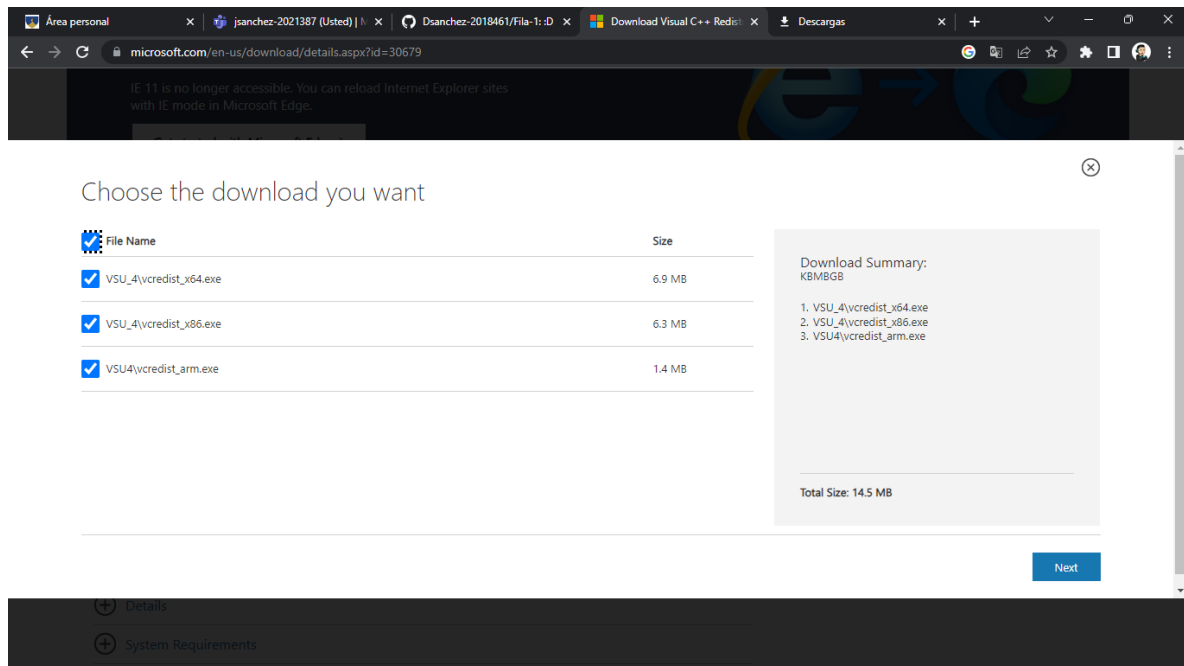 Área personal
jsanchez-2021387 (Usted) | M
Dsanchez-2018461/Fila-1: :D
Download Visual C++ Redist
Descargas
microsoft.com/en-us/download/details.aspx?id=30679
IE 11 is no longer accessible. You can reload Internet Explorer sites
with IE mode in Microsoft Edge.
Choose the download you want
File Name Size
VSU_4\vcredist_x64.exe 6.9 MB
VSU_4\vcredist_x86.exe 6.3 MB
VSU4\vcredist_arm.exe 1.4 MB
Download Summary:
KBMBGB
1. VSU_4\vcredist_x64.exe
2. VSU_4\vcredist_x86.exe
3. VSU4\vcredist_arm.exe
Total Size: 14.5 MB
Next
Details
System Requirements